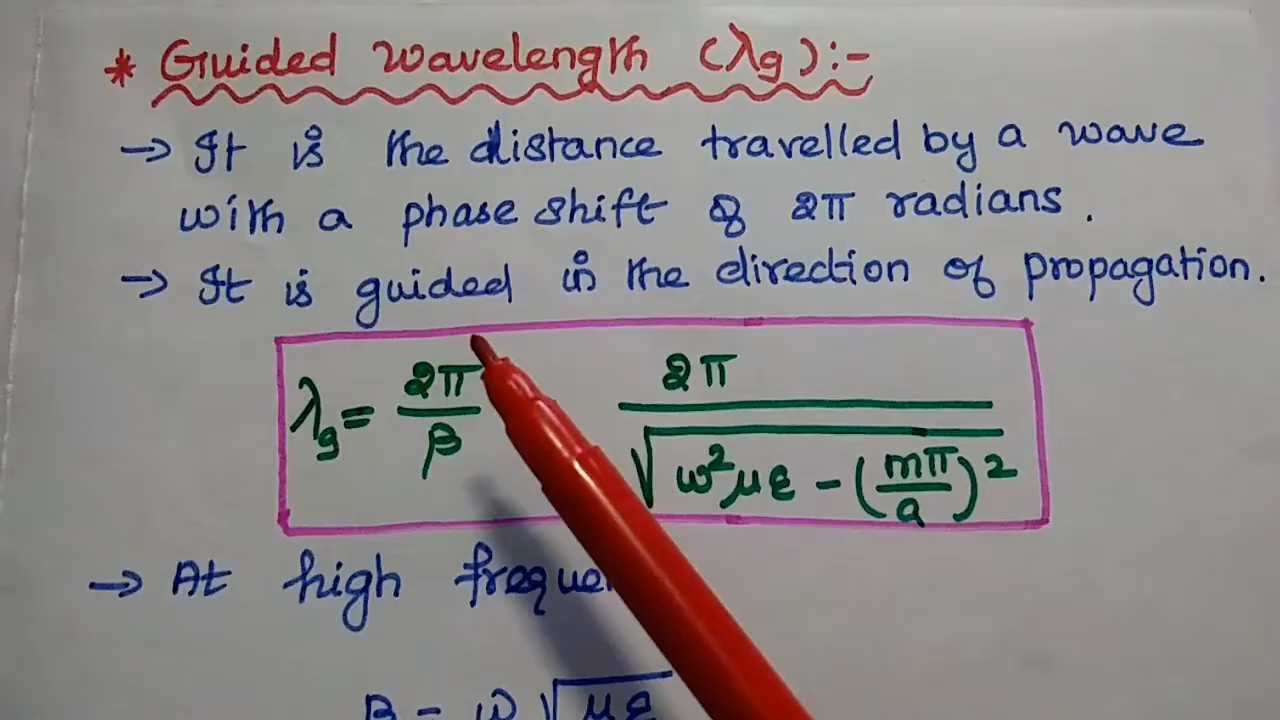 * Guided wavelength (λg):-
→ It is the distance travelled by a wave
with a phase shift of 2π radians.
→ It is guided in the direction of propagation.
λg = 2π/β 2π/√(ω²με - (mπ/a)²)
→ At high
β = ω √με